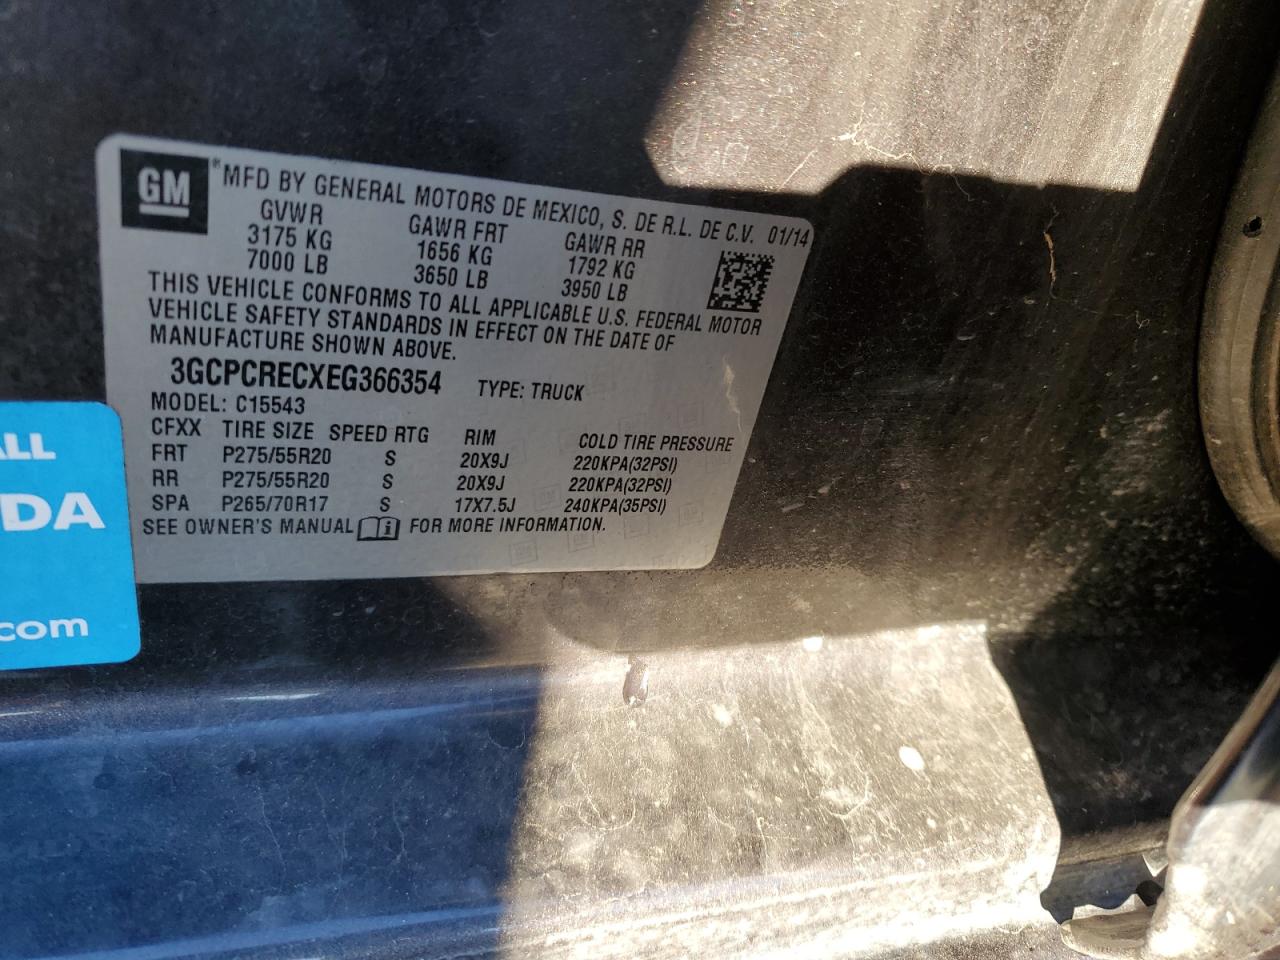 GM ® MFD BY GENERAL MOTORS DE MEXICO, S. DE R.L. DE C.V. 01/14
GVWR GAWR FRT GAWR RR
3175 KG 1656 KG 1792 KG
7000 LB 3650 LB 3950 LB
THIS VEHICLE CONFORMS TO ALL APPLICABLE U.S. FEDERAL MOTOR
VEHICLE SAFETY STANDARDS IN EFFECT ON THE DATE OF
MANUFACTURE SHOWN ABOVE.
3GCPCRECXEG366354 TYPE: TRUCK
MODEL: C15543
CFXX TIRE SIZE SPEED RTG RIM COLD TIRE PRESSURE
FRT P275/55R20 S 20X9J 220KPA(32PSI)
RR P275/55R20 S 20X9J 220KPA(32PSI)
SPA P265/70R17 S 17X7.5J 240KPA(35PSI)
SEE OWNER'S MANUAL i FOR MORE INFORMATION.
ALL
DA
.com